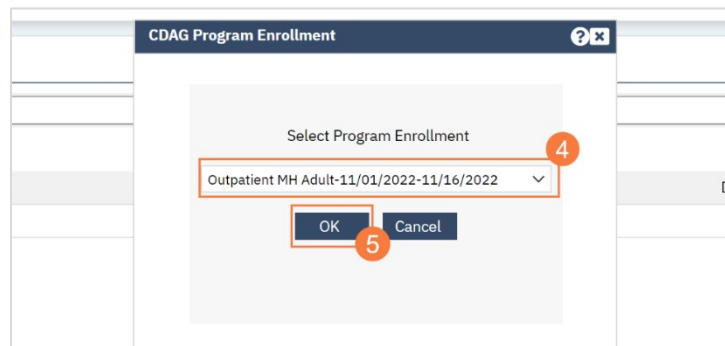 CDAG Program Enrollment
Select Program Enrollment
4
Outpatient MH Adult-11/01/2022-11/16/2022
OK
Cancel
5